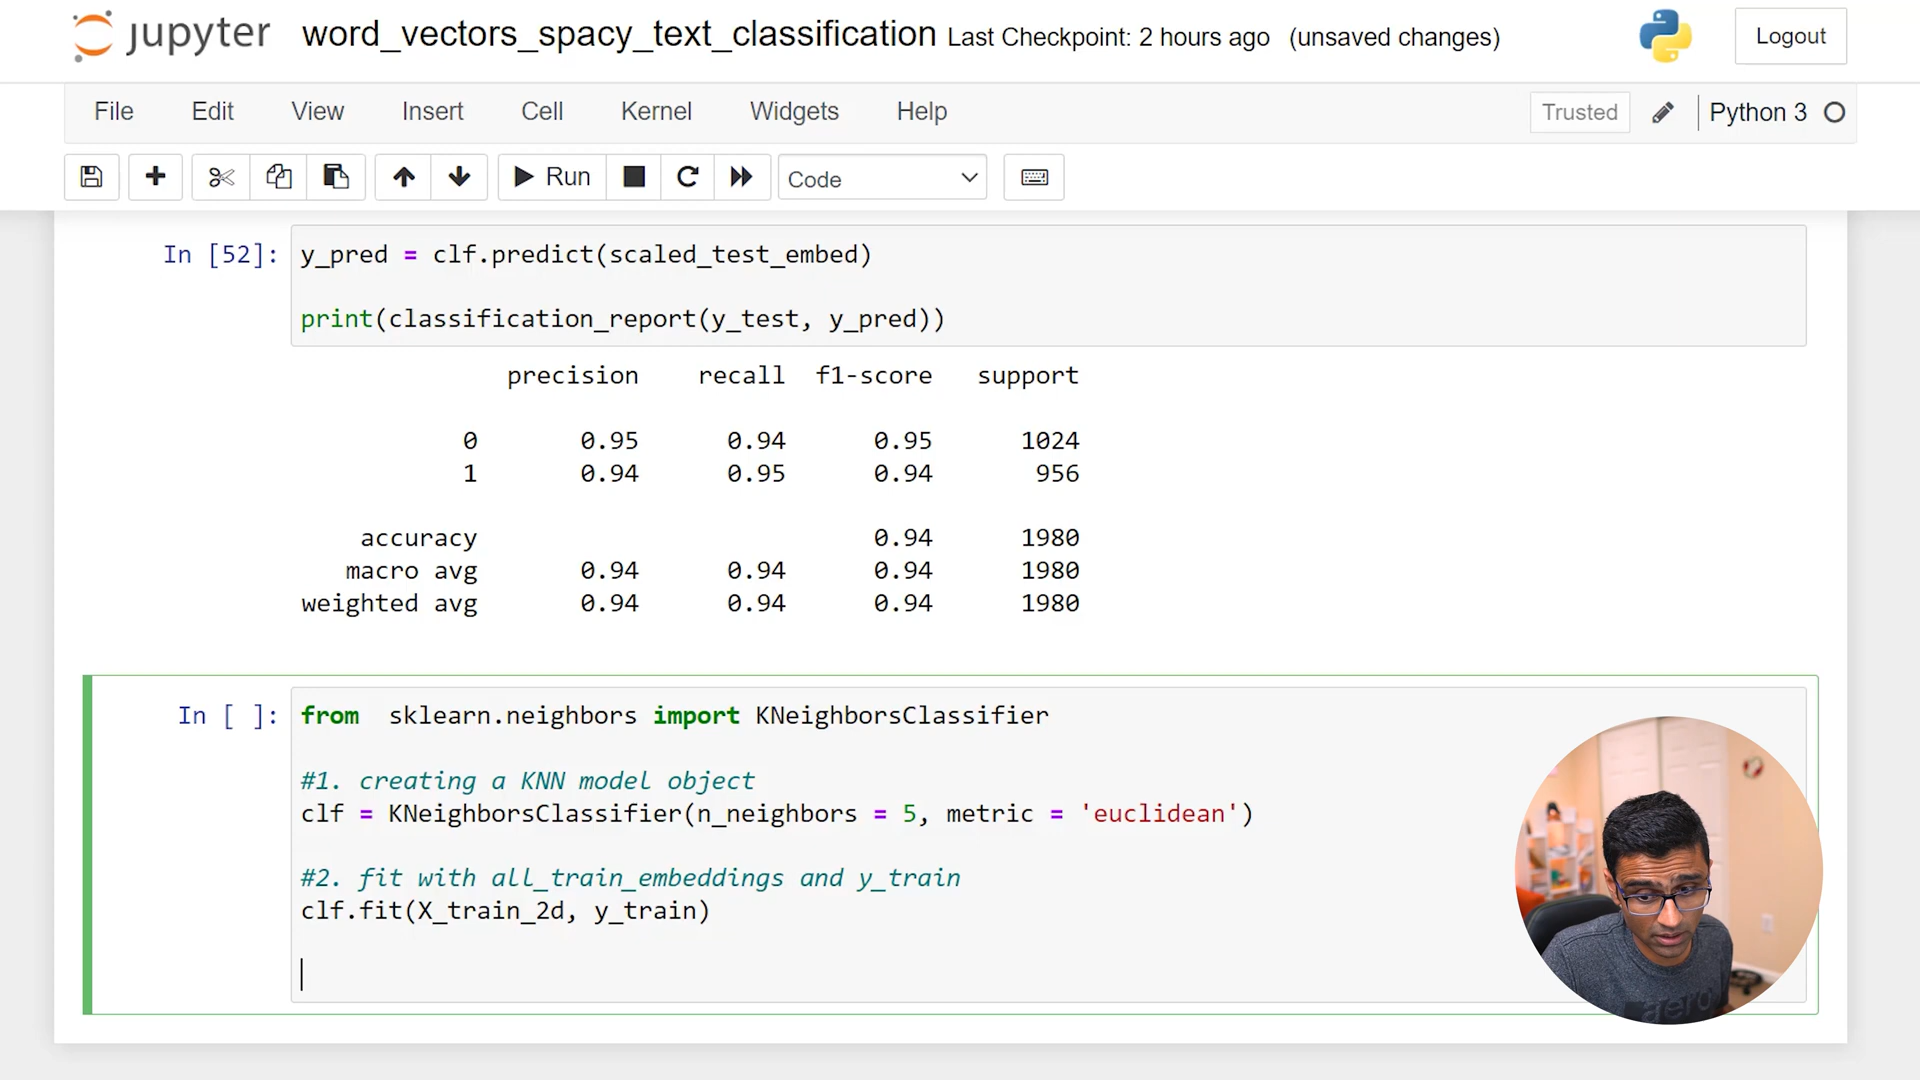 jupyter word_vectors_spacy_text_classification Last Checkpoint: 2 hours ago (unsaved changes) Logout
File Edit View Insert Cell Kernel Widgets Help Trusted Python 3
Run Code
In [52]: y_pred = clf.predict(scaled_test_embed)
print(classification_report(y_test, y_pred))
precision recall f1-score support
0 0.95 0.94 0.95 1024
1 0.94 0.95 0.94 956
accuracy 0.94 1980
macro avg 0.94 0.94 0.94 1980
weighted avg 0.94 0.94 0.94 1980
In [ ]: from  sklearn.neighbors import KNeighborsClassifier
#1. creating a KNN model object
clf = KNeighborsClassifier(n_neighbors = 5, metric = 'euclidean')
#2. fit with all_train_embeddings and y_train
clf.fit(X_train_2d, y_train)
aero